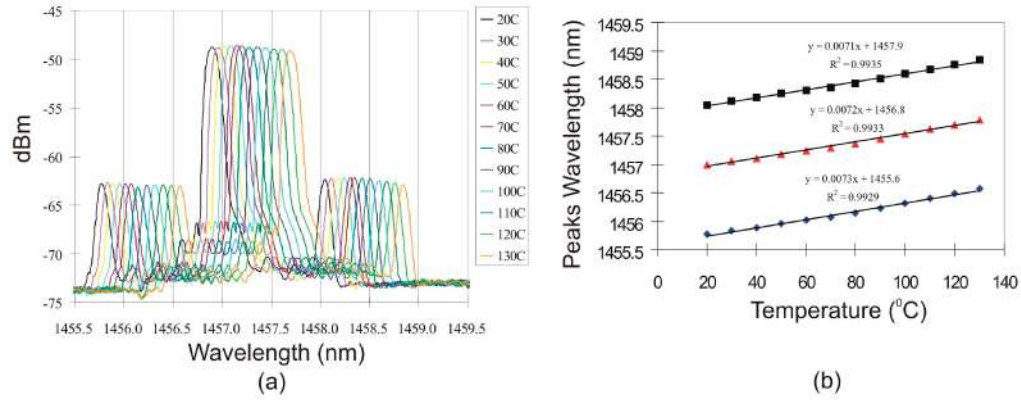 -45
-50
-55
-60
-65
-70
-75
dBm
1455.5 1456.0 1456.5 1457.0 1457.5 1458.0 1458.5 1459.0 1459.5
Wavelength (nm)
(a)
20C
30C
40C
50C
60C
70C
80C
90C
100C
110C
120C
130C
Peaks Wavelength (nm)
1459.5
1459
1458.5
1458
1457.5
1457
1456.5
1456
1455.5
y = 0.0071x + 1457.9
R² = 0.9935
y = 0.0072x + 1456.8
R² = 0.9933
y = 0.0073x + 1455.6
R² = 0.9929
0 20 40 60 80 100 120 140
Temperature (°C)
(b)